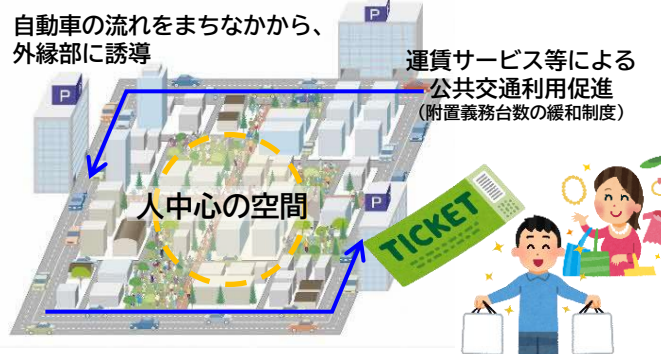 自動車の流れをまちなかから、
外縁部に誘導
運賃サービス等による
公共交通利用促進
（附置義務台数の緩和制度）
P
P
P
人中心の空間
TICKET